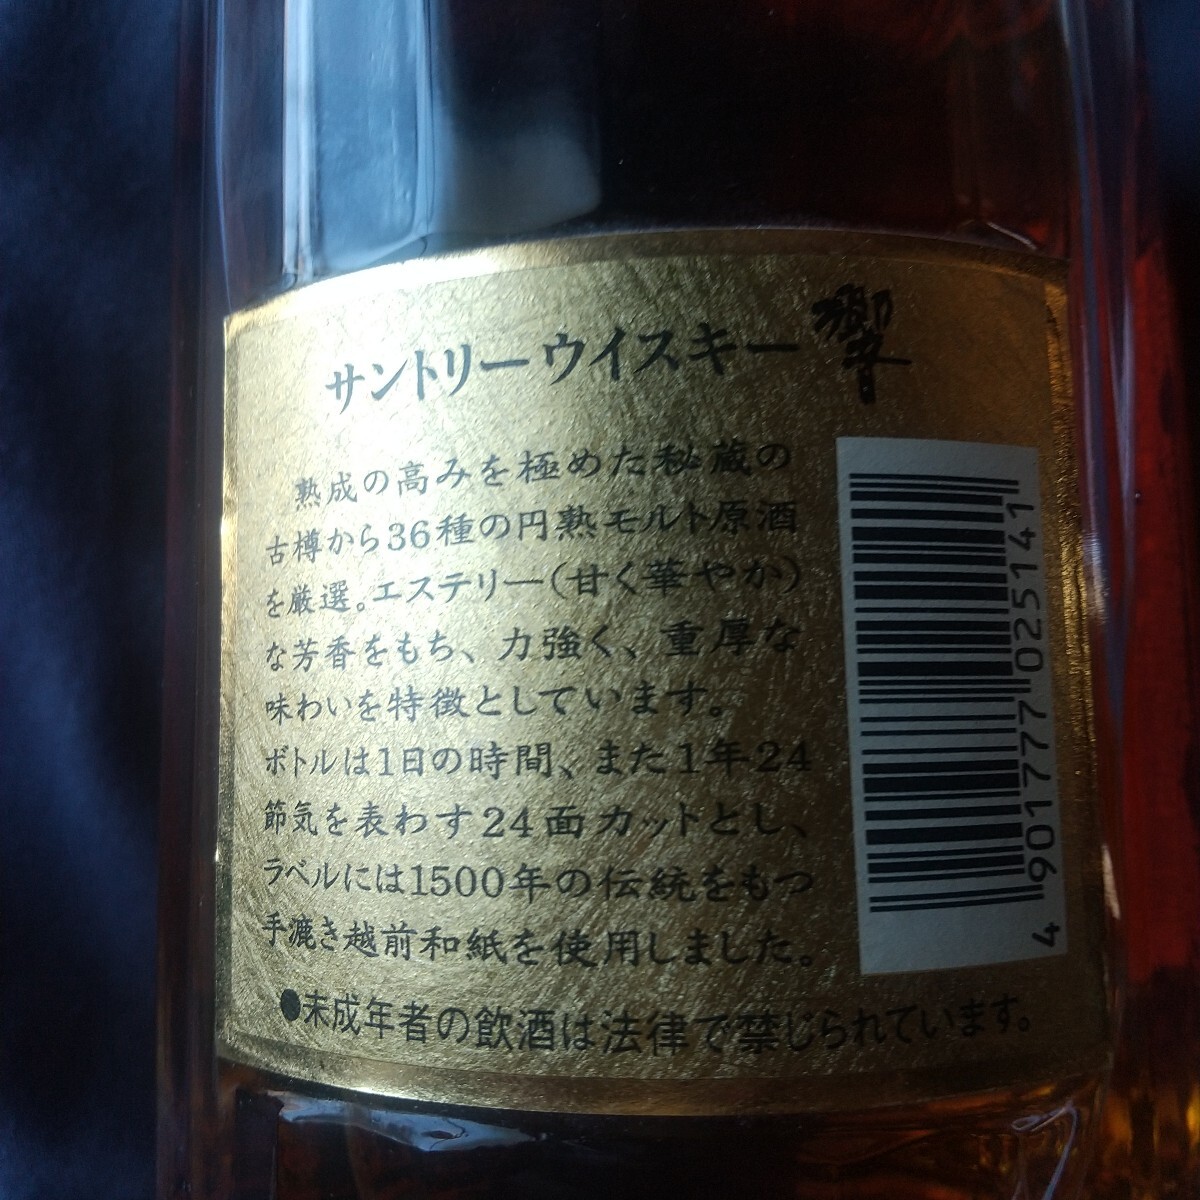 サントリーウイスキー 響
熟成の高みを極めた秘蔵の
古樽から36種の円熟モルト原酒
を厳選。エステリー(甘く華やか)
な芳香をもち、力強く、重厚な
味わいを特徴としています。
ボトルは1日の時間、また1年24
節気を表わす24面カットとし、
ラベルには1500年の伝統をもつ
手漉き越前和紙を使用しました。
●未成年者の飲酒は法律で禁じられています。
4 901777 025141